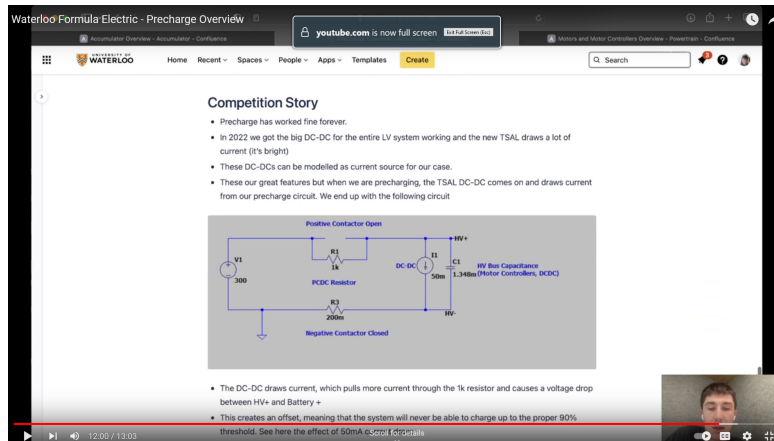 Waterloo Formula Electric - Precharge Overview
youtube.com is now full screen
Exit Full Screen (Esc)
Accumulator Overview - Accumulator - Confluence
Motors and Motor Controllers Overview - Powertrain - Confluence
UNIVERSITY OF
WATERLOO
Home Recent Spaces People Apps Templates Create
Search
3
Competition Story
• Precharge has worked fine forever.
• In 2022 we got the big DC-DC for the entire LV system working and the new TSAL draws a lot of
current (it's bright)
• These DC-DCs can be modelled as current source for our case.
• These our great features but when we are precharging, the TSAL DC-DC comes on and draws current
from our precharge circuit. We end up with the following circuit
Positive Contactor Open
HV+
R1
1k
V1
300
PCDC Resistor
DC-DC
I1
50m
C1
1.348m
HV Bus Capacitance
(Motor Controllers, DCDC)
R3
200m
HV-
Negative Contactor Closed
• The DC-DC draws current, which pulls more current through the 1k resistor and causes a voltage drop
between HV+ and Battery +
• This creates an offset, meaning that the system will never be able to charge up to the proper 90%
threshold. See here the effect of 50mA
Scroll for details
12:00 / 13:03
CC